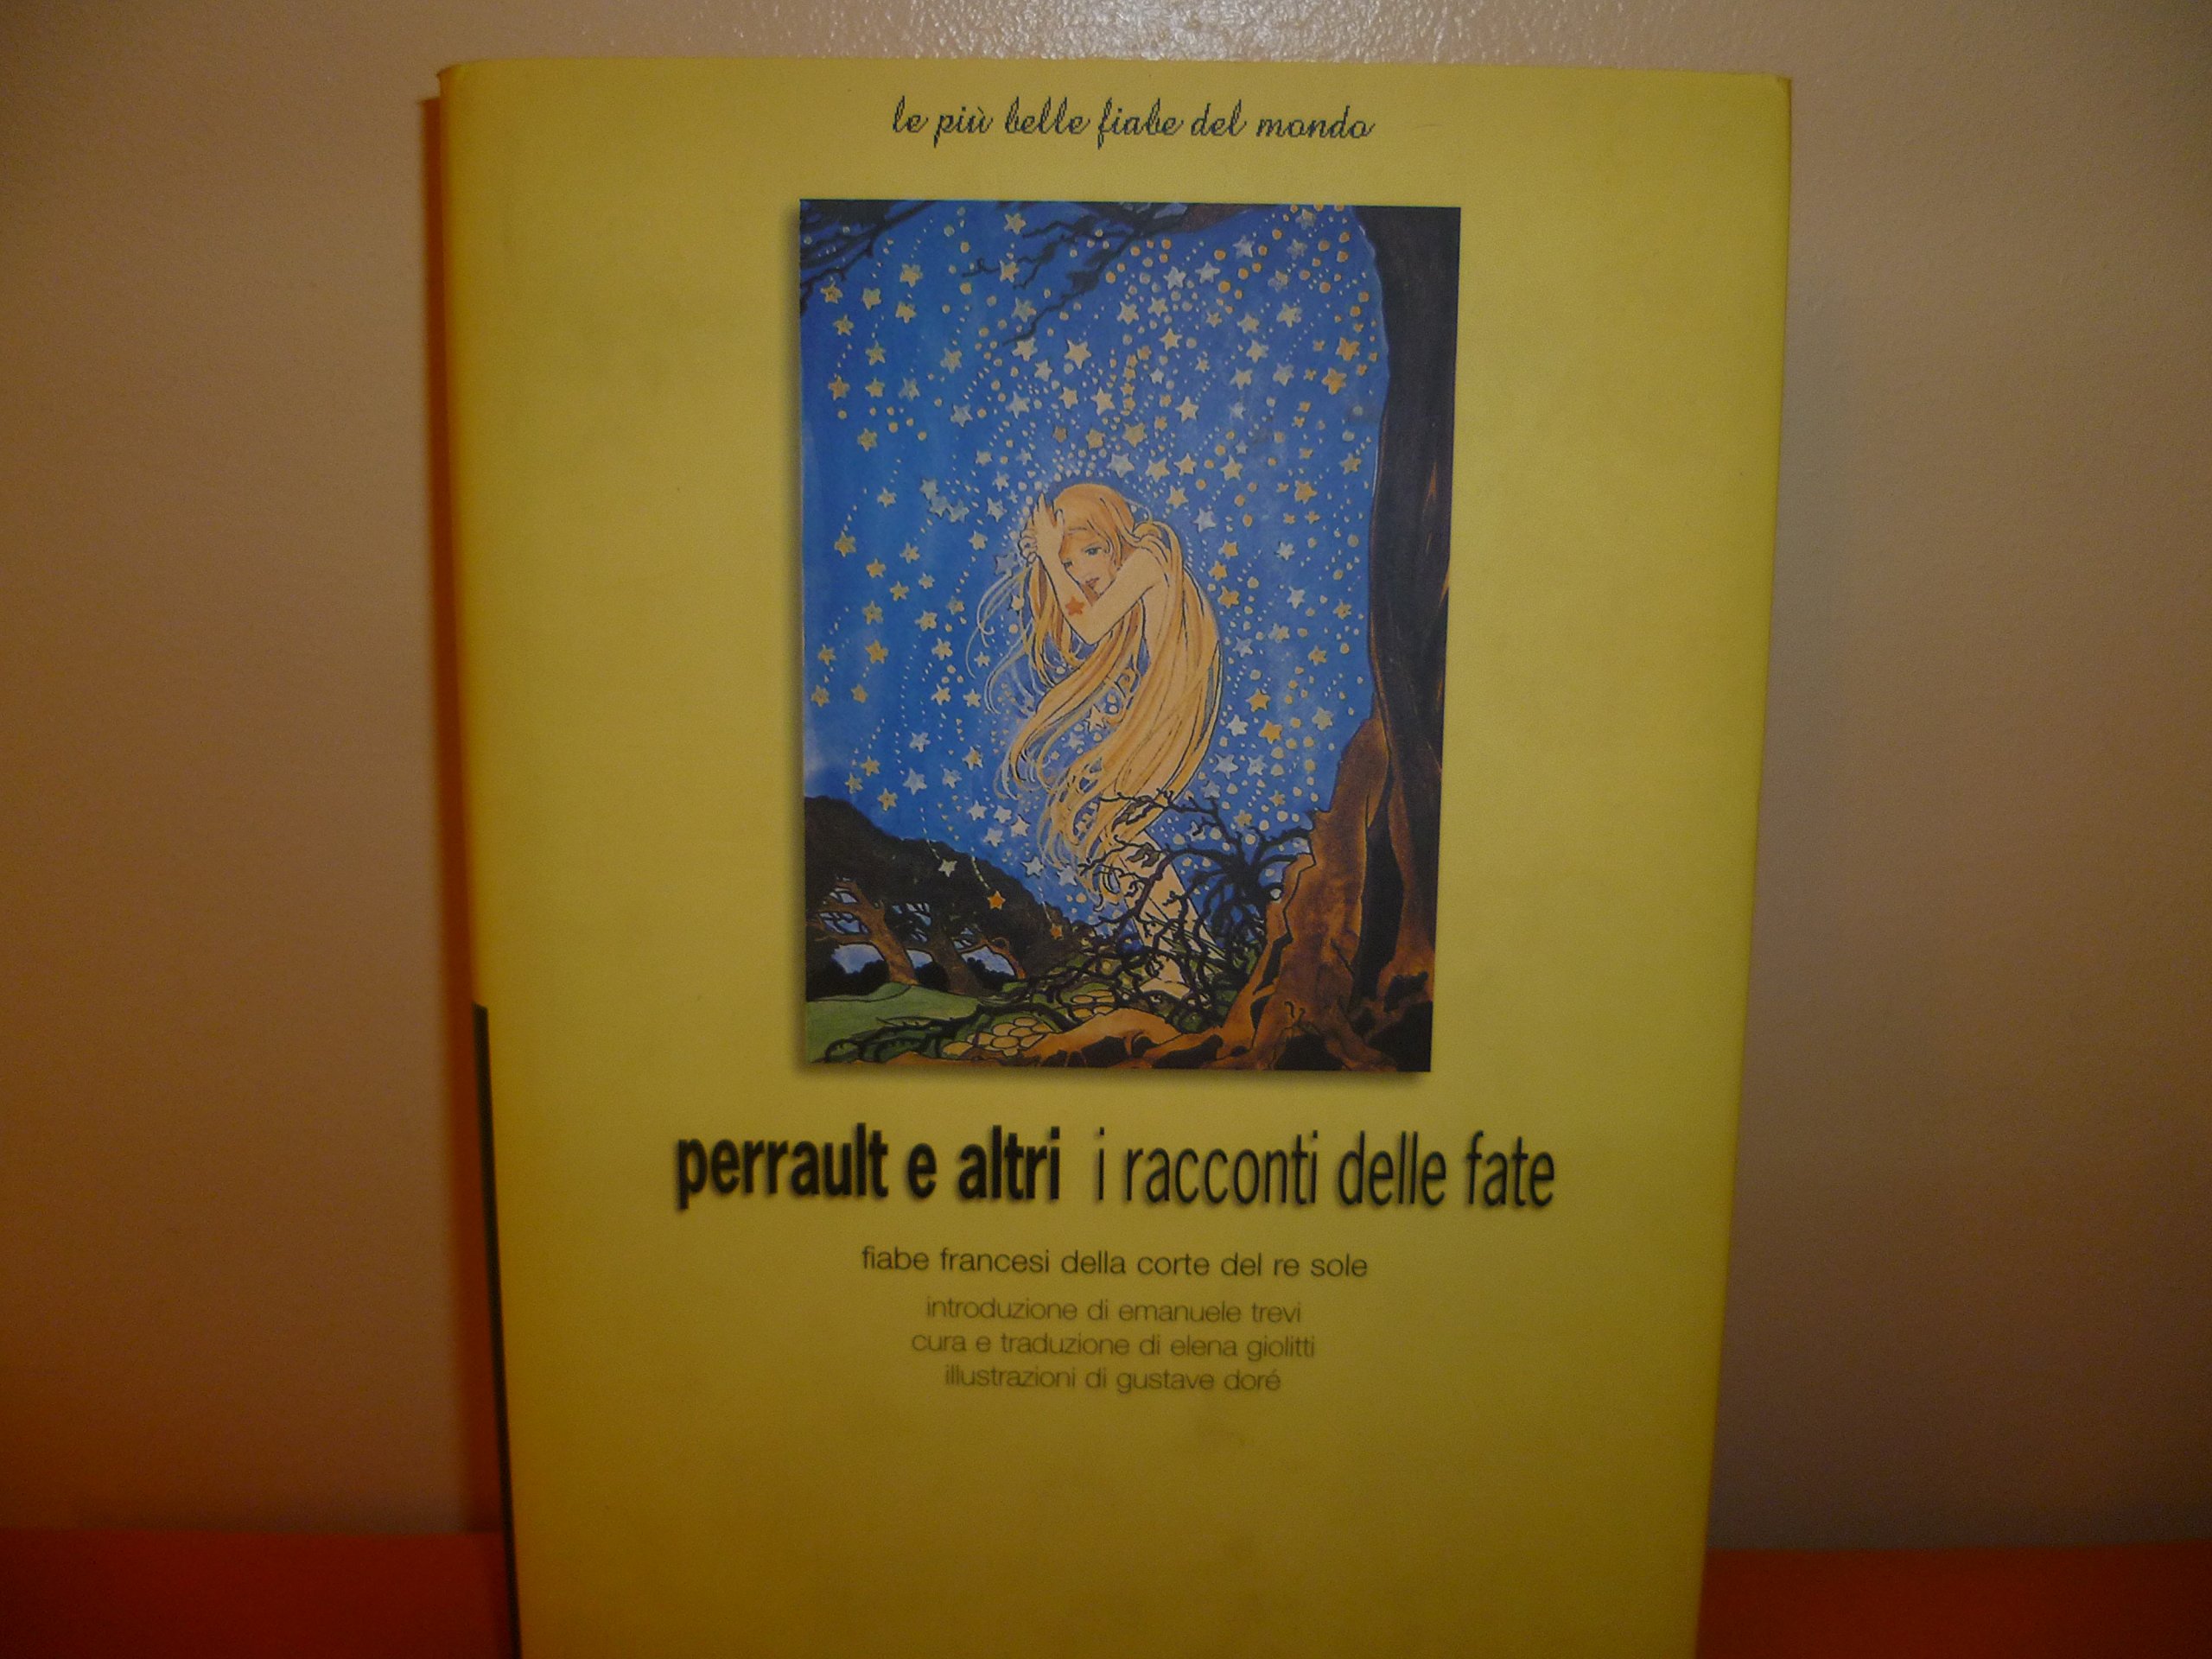 le più belle fiabe del mondo
perrault e altri i racconti delle fate
fiabe francesi della corte del re sole
introduzione di emanuele trevi
cura e traduzione di elena giolitti
illustrazioni di gustave doré